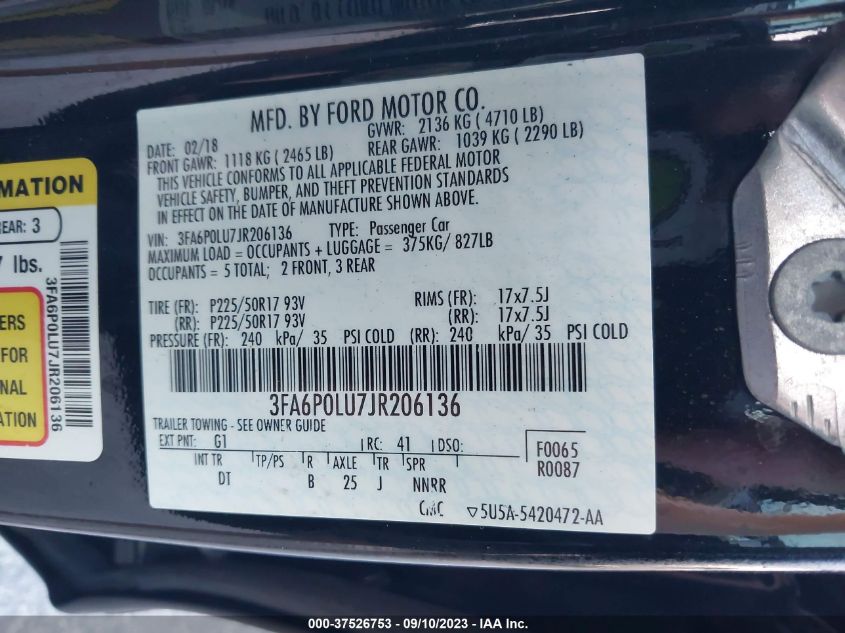 MFD. BY FORD MOTOR CO.
DATE: 02/18 GVWR: 2136 KG ( 4710 LB)
FRONT GAWR: 1118 KG ( 2465 LB) REAR GAWR: 1039 KG ( 2290 LB)
THIS VEHICLE CONFORMS TO ALL APPLICABLE FEDERAL MOTOR
VEHICLE SAFETY, BUMPER, AND THEFT PREVENTION STANDARDS
IN EFFECT ON THE DATE OF MANUFACTURE SHOWN ABOVE.
VIN: 3FA6P0LU7JR206136 TYPE: Passenger Car
MAXIMUM LOAD = OCCUPANTS + LUGGAGE = 375KG/ 827LB
OCCUPANTS = 5 TOTAL; 2 FRONT, 3 REAR
TIRE (FR): P225/50R17 93V RIMS (FR): 17x7.5J
(RR): P225/50R17 93V (RR): 17x7.5J
PRESSURE (FR): 240 kPa/ 35 PSI COLD (RR): 240 kPa/ 35 PSI COLD
3FA6P0LU7JR206136
TRAILER TOWING - SEE OWNER GUIDE
EXT PNT: G1 RC: 41 DSO: F0065
R0087
INT TR TP/PS R AXLE TR SPR
DT B 25 J NNRR
5U5A-5420472-AA
MATION
EAR: 3
lbs.
ERS
FOR
NAL
ATION
3FA6P0LU7JR206136
000-37526753 - 09/10/2023 - IAA Inc.